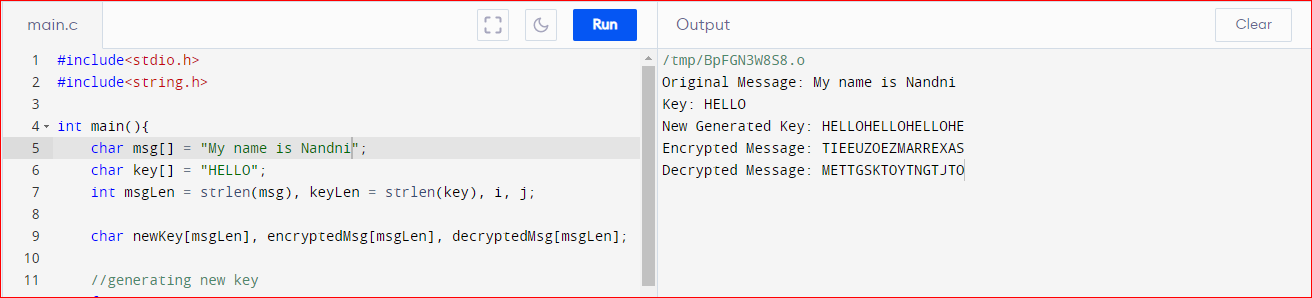 main.c
Run
Output
Clear
1 #include<stdio.h>
2 #include<string.h>
3
4 int main(){
5 char msg[] = "My name is Nandni";
6 char key[] = "HELLO";
7 int msgLen = strlen(msg), keyLen = strlen(key), i, j;
8
9 char newKey[msgLen], encryptedMsg[msgLen], decryptedMsg[msgLen];
10
11 //generating new key
/tmp/BpFGN3W8S8.o
Original Message: My name is Nandni
Key: HELLO
New Generated Key: HELLOHELLOHELLOHE
Encrypted Message: TIEEUZOEZMARREXAS
Decrypted Message: METTGSKTOYTNGTJTO